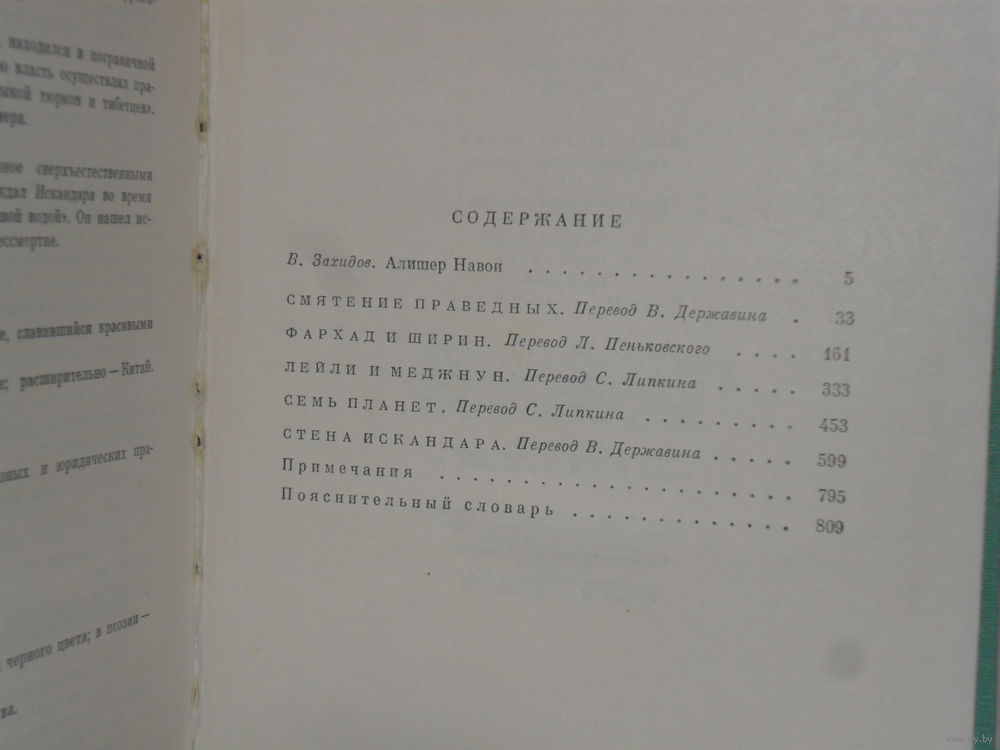 находился в пограничной
власть осуществлял пра-
тюрков и тибетцев».
сверхъестественными
Искандара во время
водой». Он нашел ис-
славившийся красивыми
расширительно — Китай.
и юридических пра-
черного цвета; в поэзии —
СОДЕРЖАНИЕ
В. Захидов. Алишер Навои . . . . . . . . . . . . . . . . . 5
СМЯТЕНИЕ ПРАВЕДНЫХ. Перевод В. Державина . 33
ФАРХАД И ШИРИН. Перевод Л. Пеньковского . . . . 161
ЛЕЙЛИ И МЕДЖНУН. Перевод С. Липкина . . . . . 333
СЕМЬ ПЛАНЕТ. Перевод С. Липкина . . . . . . . . 453
СТЕНА ИСКАНДАРА. Перевод В. Державина . . . . . 599
Примечания . . . . . . . . . . . . . . . . . 795
Пояснительный словарь . . . . . . . . . . . 809